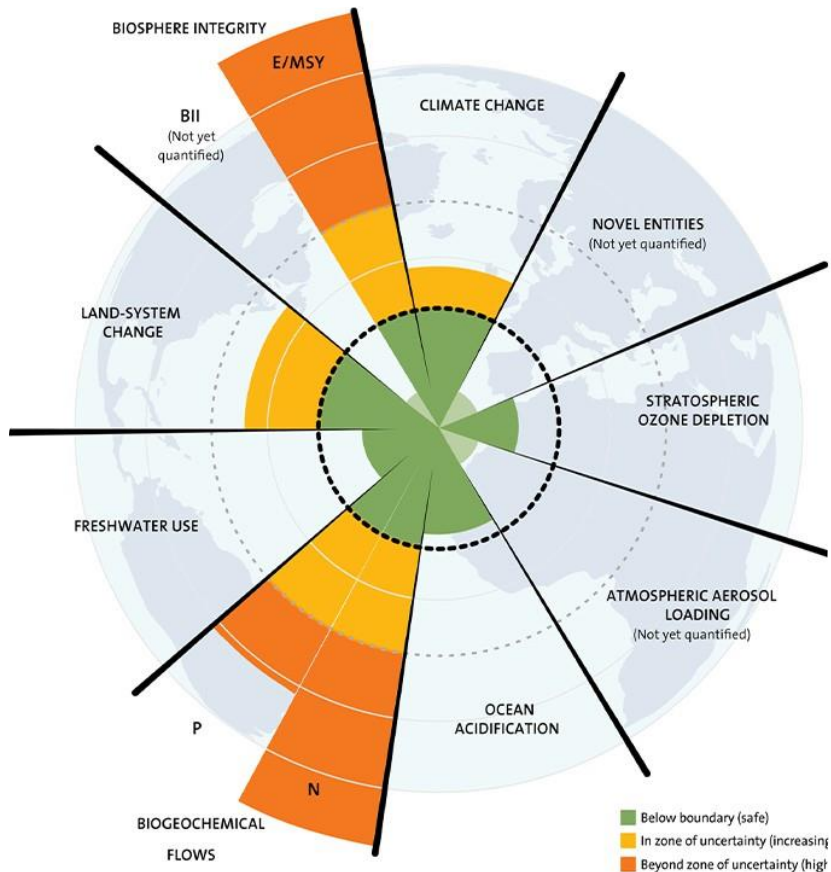 BIOSPHERE INTEGRITY
E/MSY
CLIMATE CHANGE
BII
(Not yet
quantified)
NOVEL ENTITIES
(Not yet quantified)
LAND-SYSTEM
CHANGE
STRATOSPHERIC
OZONE DEPLETION
FRESHWATER USE
ATMOSPHERIC AEROSOL
LOADING
(Not yet quantified)
OCEAN
ACIDIFICATION
P
N
BIOGEOCHEMICAL
FLOWS
Below boundary (safe)
In zone of uncertainty (increasing
Beyond zone of uncertainty (high